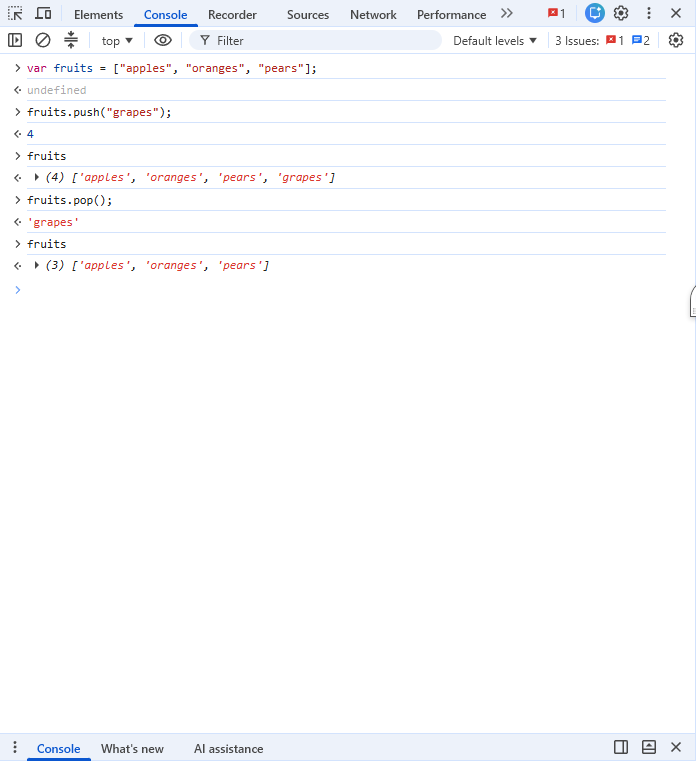 Elements Console Recorder Sources Network Performance 1
top Filter Default levels 3 Issues: 1 2
var fruits = ["apples", "oranges", "pears"];
undefined
fruits.push("grapes");
4
fruits
(4) ['apples', 'oranges', 'pears', 'grapes']
fruits.pop();
'grapes'
fruits
(3) ['apples', 'oranges', 'pears']
Console What's new AI assistance